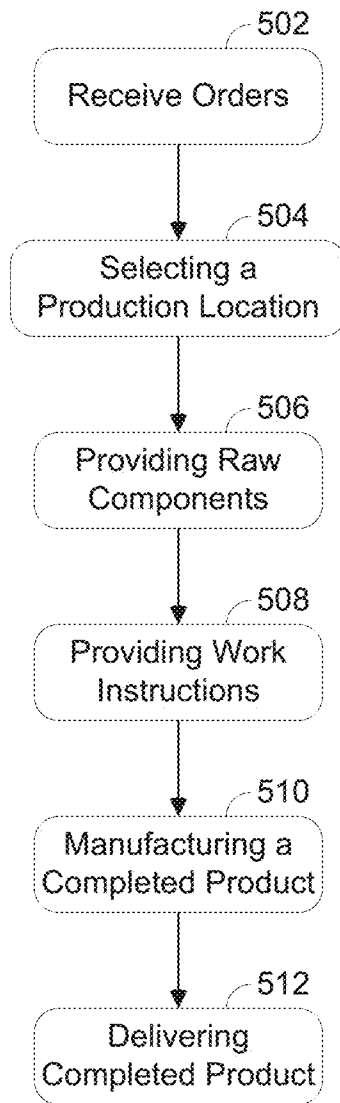 502
Receive Orders
504
Selecting a
Production Location
506
Providing Raw
Components
508
Providing Work
Instructions
510
Manufacturing a
Completed Product
512
Delivering
Completed Product